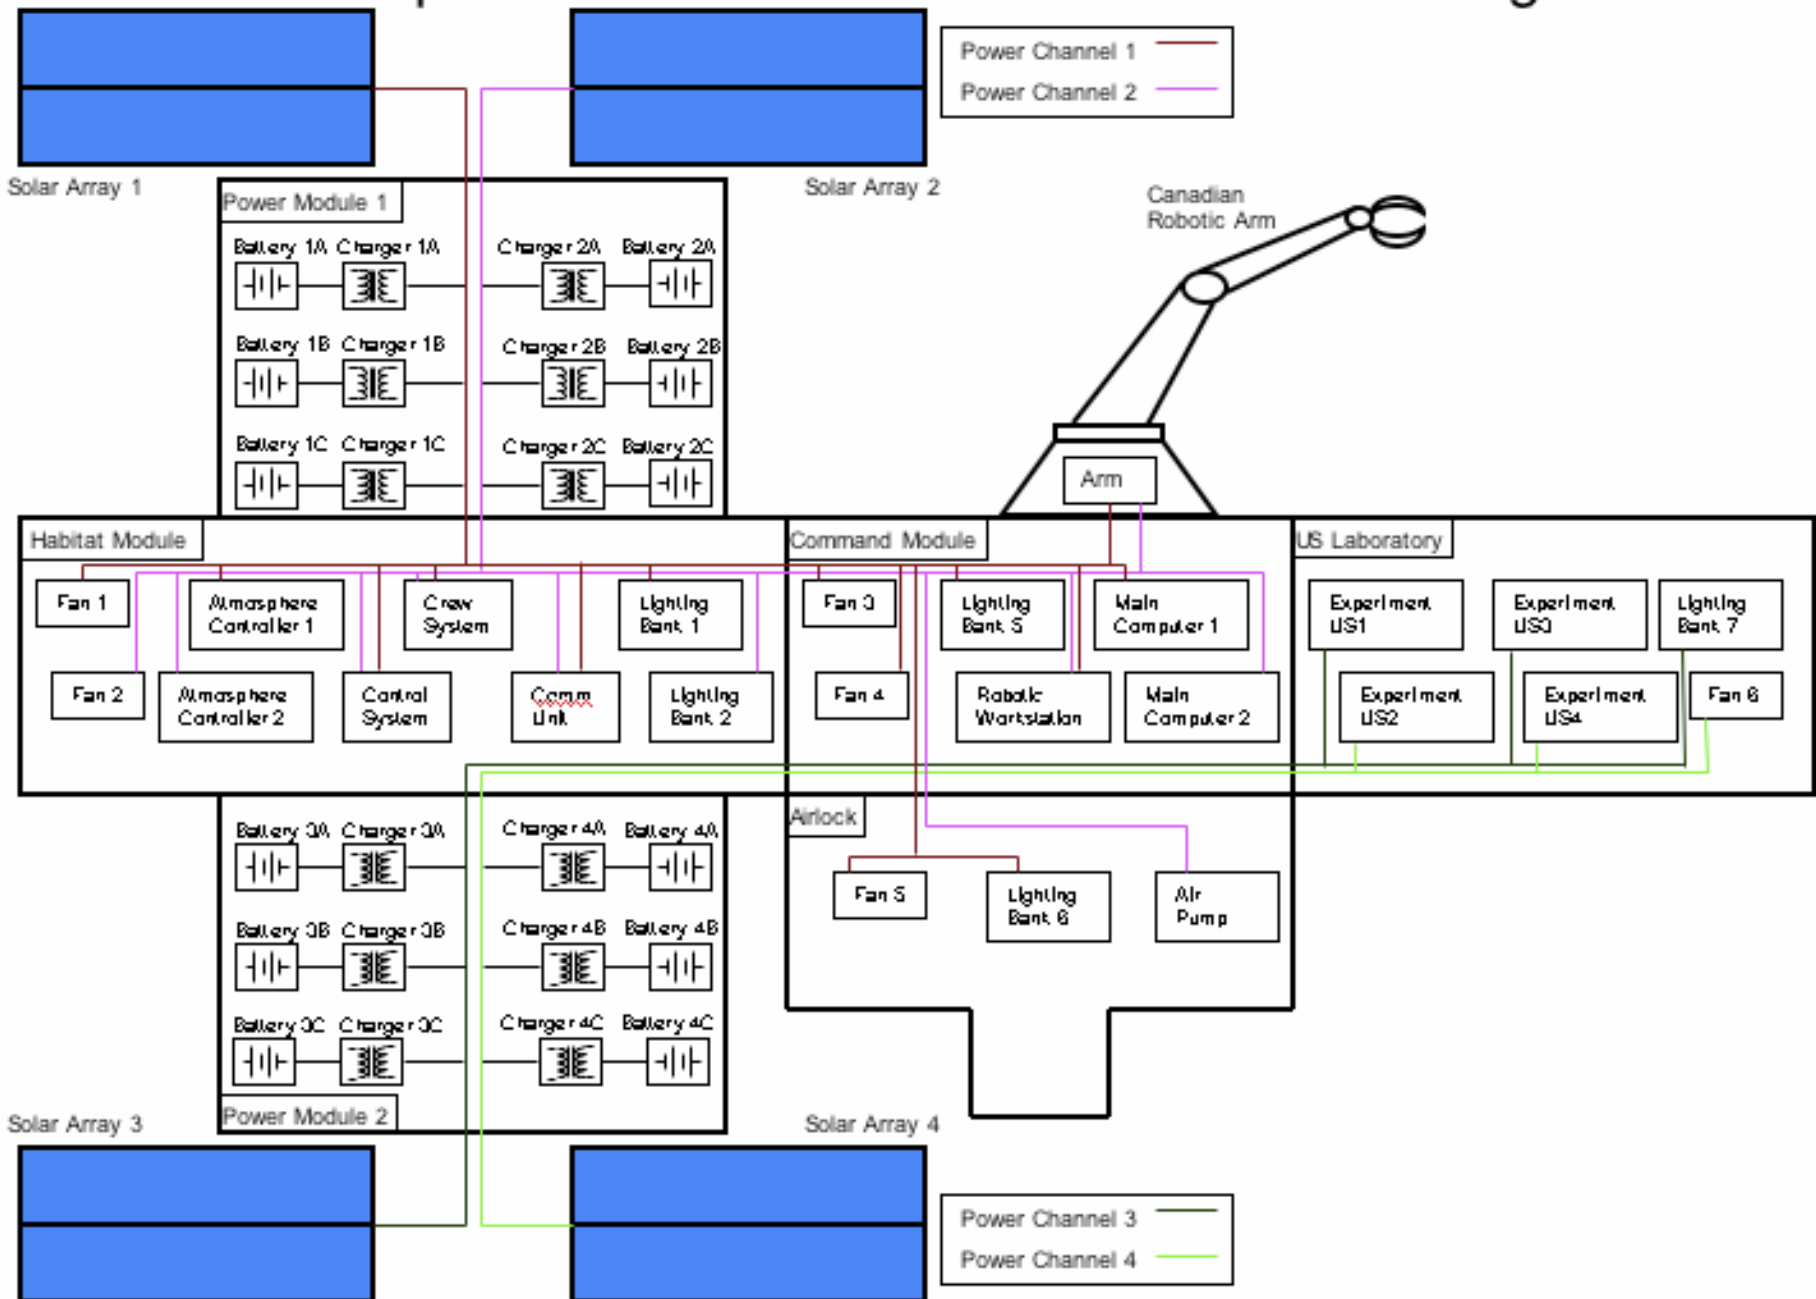 Power Channel 1
Power Channel 2
Solar Array 1
Solar Array 2
Power Module 1
Canadian
Robotic Arm
Battery 1A Charger 1A Charger 2A Battery 2A
Battery 1B Charger 1B Charger 2B Battery 2B
Battery 1C Charger 1C Charger 2C Battery 2C
Arm
Habitat Module
Command Module
US Laboratory
Fan 1
Atmosphere
Controller 1
Crew
System
Lighting
Bank 1
Fan 3
Lighting
Bank 5
Main
Computer 1
Experiment
US1
Experiment
US3
Lighting
Bank 7
Fan 2
Atmosphere
Controller 2
Control
System
Comm
Unit
Lighting
Bank 2
Fan 4
Robotic
Workstation
Main
Computer 2
Experiment
US2
Experiment
US4
Fan 6
Airlock
Battery 3A Charger 3A Charger 4A Battery 4A
Fan 5
Lighting
Bank 6
Air
Pump
Battery 3B Charger 3B Charger 4B Battery 4B
Battery 3C Charger 3C Charger 4C Battery 4C
Power Module 2
Solar Array 3
Solar Array 4
Power Channel 3
Power Channel 4